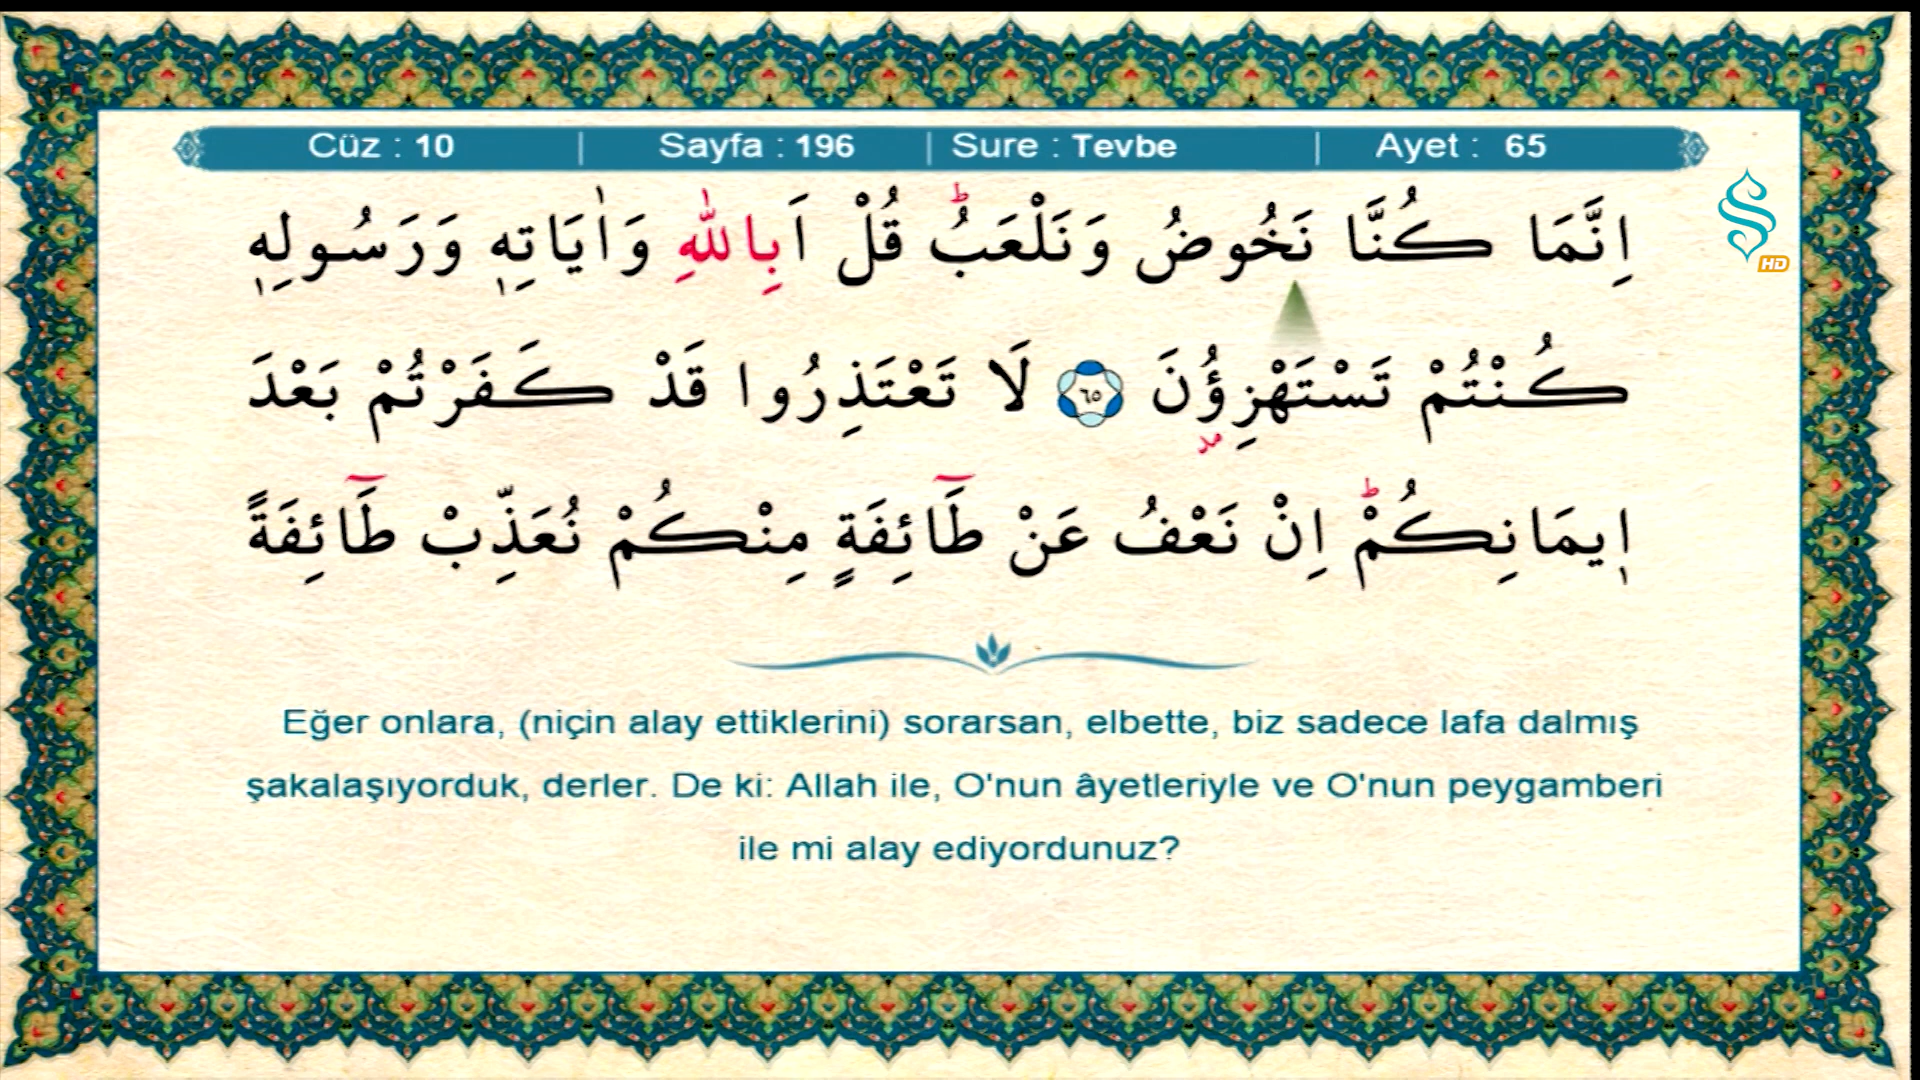 Cüz : 10 | Sayfa : 196 | Sure : Tevbe | Ayet : 65
اِنَّمَا كُنَّا نَخُوضُ وَنَلْعَبُۜ قُلْ اَبِاللّٰهِ وَاٰيَاتِه۪ وَرَسُولِه۪
كُنْتُمْ تَسْتَهْزِؤُ۫نَ ٦٥ لَا تَعْتَذِرُوا قَدْ كَفَرْتُمْ بَعْدَ
ا۪يمَانِكُمْۜ اِنْ نَعْفُ عَنْ طَٓائِفَةٍ مِنْكُمْ نُعَذِّبْ طَٓائِفَةً
Eğer onlara, (niçin alay ettiklerini) sorarsan, elbette, biz sadece lafa dalmış
şakalaşıyorduk, derler. De ki: Allah ile, O'nun âyetleriyle ve O'nun peygamberi
ile mi alay ediyordunuz?
HD